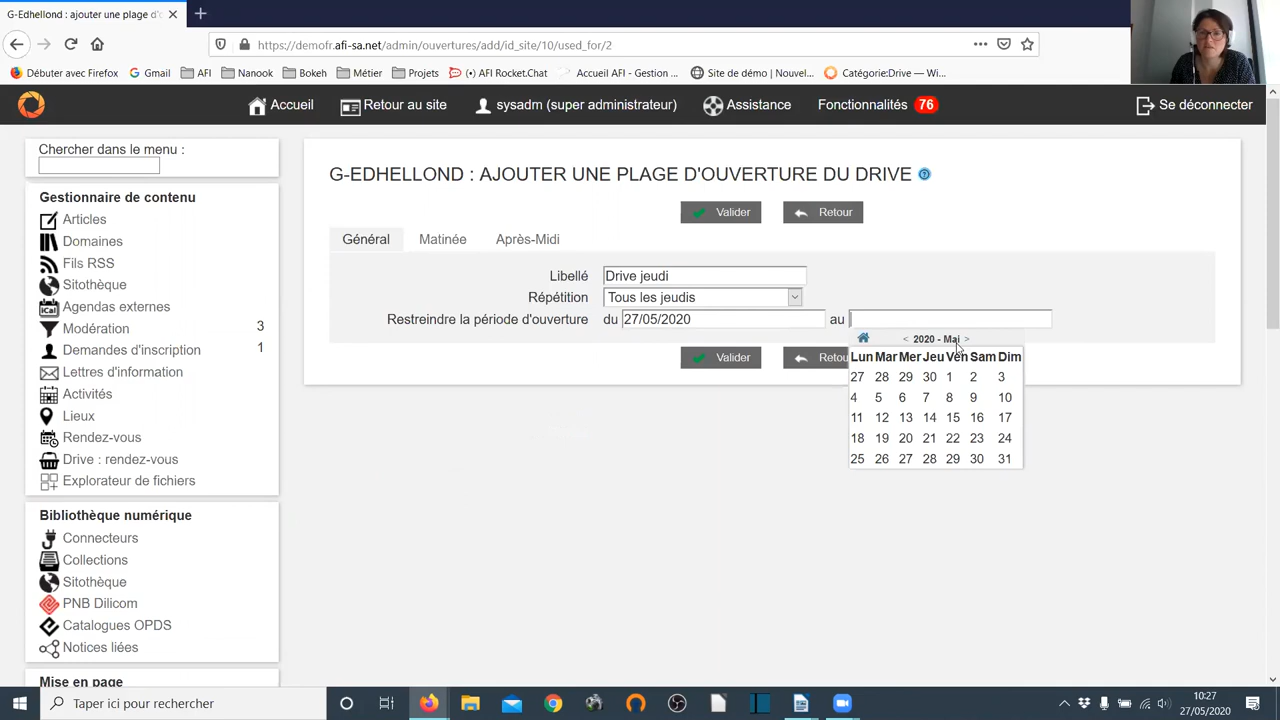 G-Edhellond : ajouter une plage d'o
https://demofr.afi-sa.net/admin/ouvertures/add/id_site/10/used_for/2
Débuter avec Firefox
Gmail
AFI
Nanook
Bokeh
Métier
Projets
(•) AFI Rocket.Chat
Accueil AFI - Gestion ...
Site de démo | Nouvel...
Catégorie:Drive — Wi...
Accueil
Retour au site
sysadm (super administrateur)
Assistance
Fonctionnalités 76
Se déconnecter
Chercher dans le menu :
Gestionnaire de contenu
Articles
Domaines
Fils RSS
Sitothèque
iCal
Agendas externes
Modération 3
Demandes d'inscription 1
Lettres d'information
Activités
Lieux
Rendez-vous
Drive : rendez-vous
Explorateur de fichiers
Bibliothèque numérique
Connecteurs
Collections
Sitothèque
PNB Dilicom
Catalogues OPDS
Notices liées
Mise en page
G-EDHELLOND : AJOUTER UNE PLAGE D'OUVERTURE DU DRIVE
Valider Retour
Général Matinée Après-Midi
Libellé Drive jeudi
Répétition Tous les jeudis
Restreindre la période d'ouverture du 27/05/2020 au
Valider Retou
< 2020 - Mai >
Lun Mar Mer Jeu Ven Sam Dim
27 28 29 30 1 2 3
4 5 6 7 8 9 10
11 12 13 14 15 16 17
18 19 20 21 22 23 24
25 26 27 28 29 30 31
Taper ici pour rechercher
10:27
27/05/2020